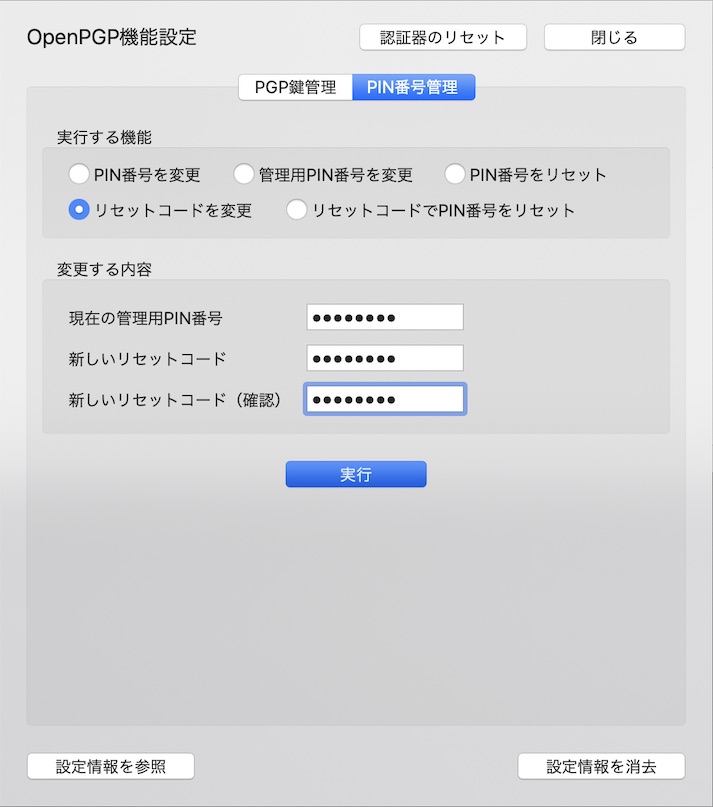 OpenPGP機能設定 認証器のリセット 閉じる
PGP鍵管理 PIN番号管理
実行する機能
PIN番号を変更 管理用PIN番号を変更 PIN番号をリセット
リセットコードを変更 リセットコードでPIN番号をリセット
変更する内容
現在の管理用PIN番号 ●●●●●●●●
新しいリセットコード ●●●●●●●●
新しいリセットコード（確認） ●●●●●●●●
実行
設定情報を参照 設定情報を消去